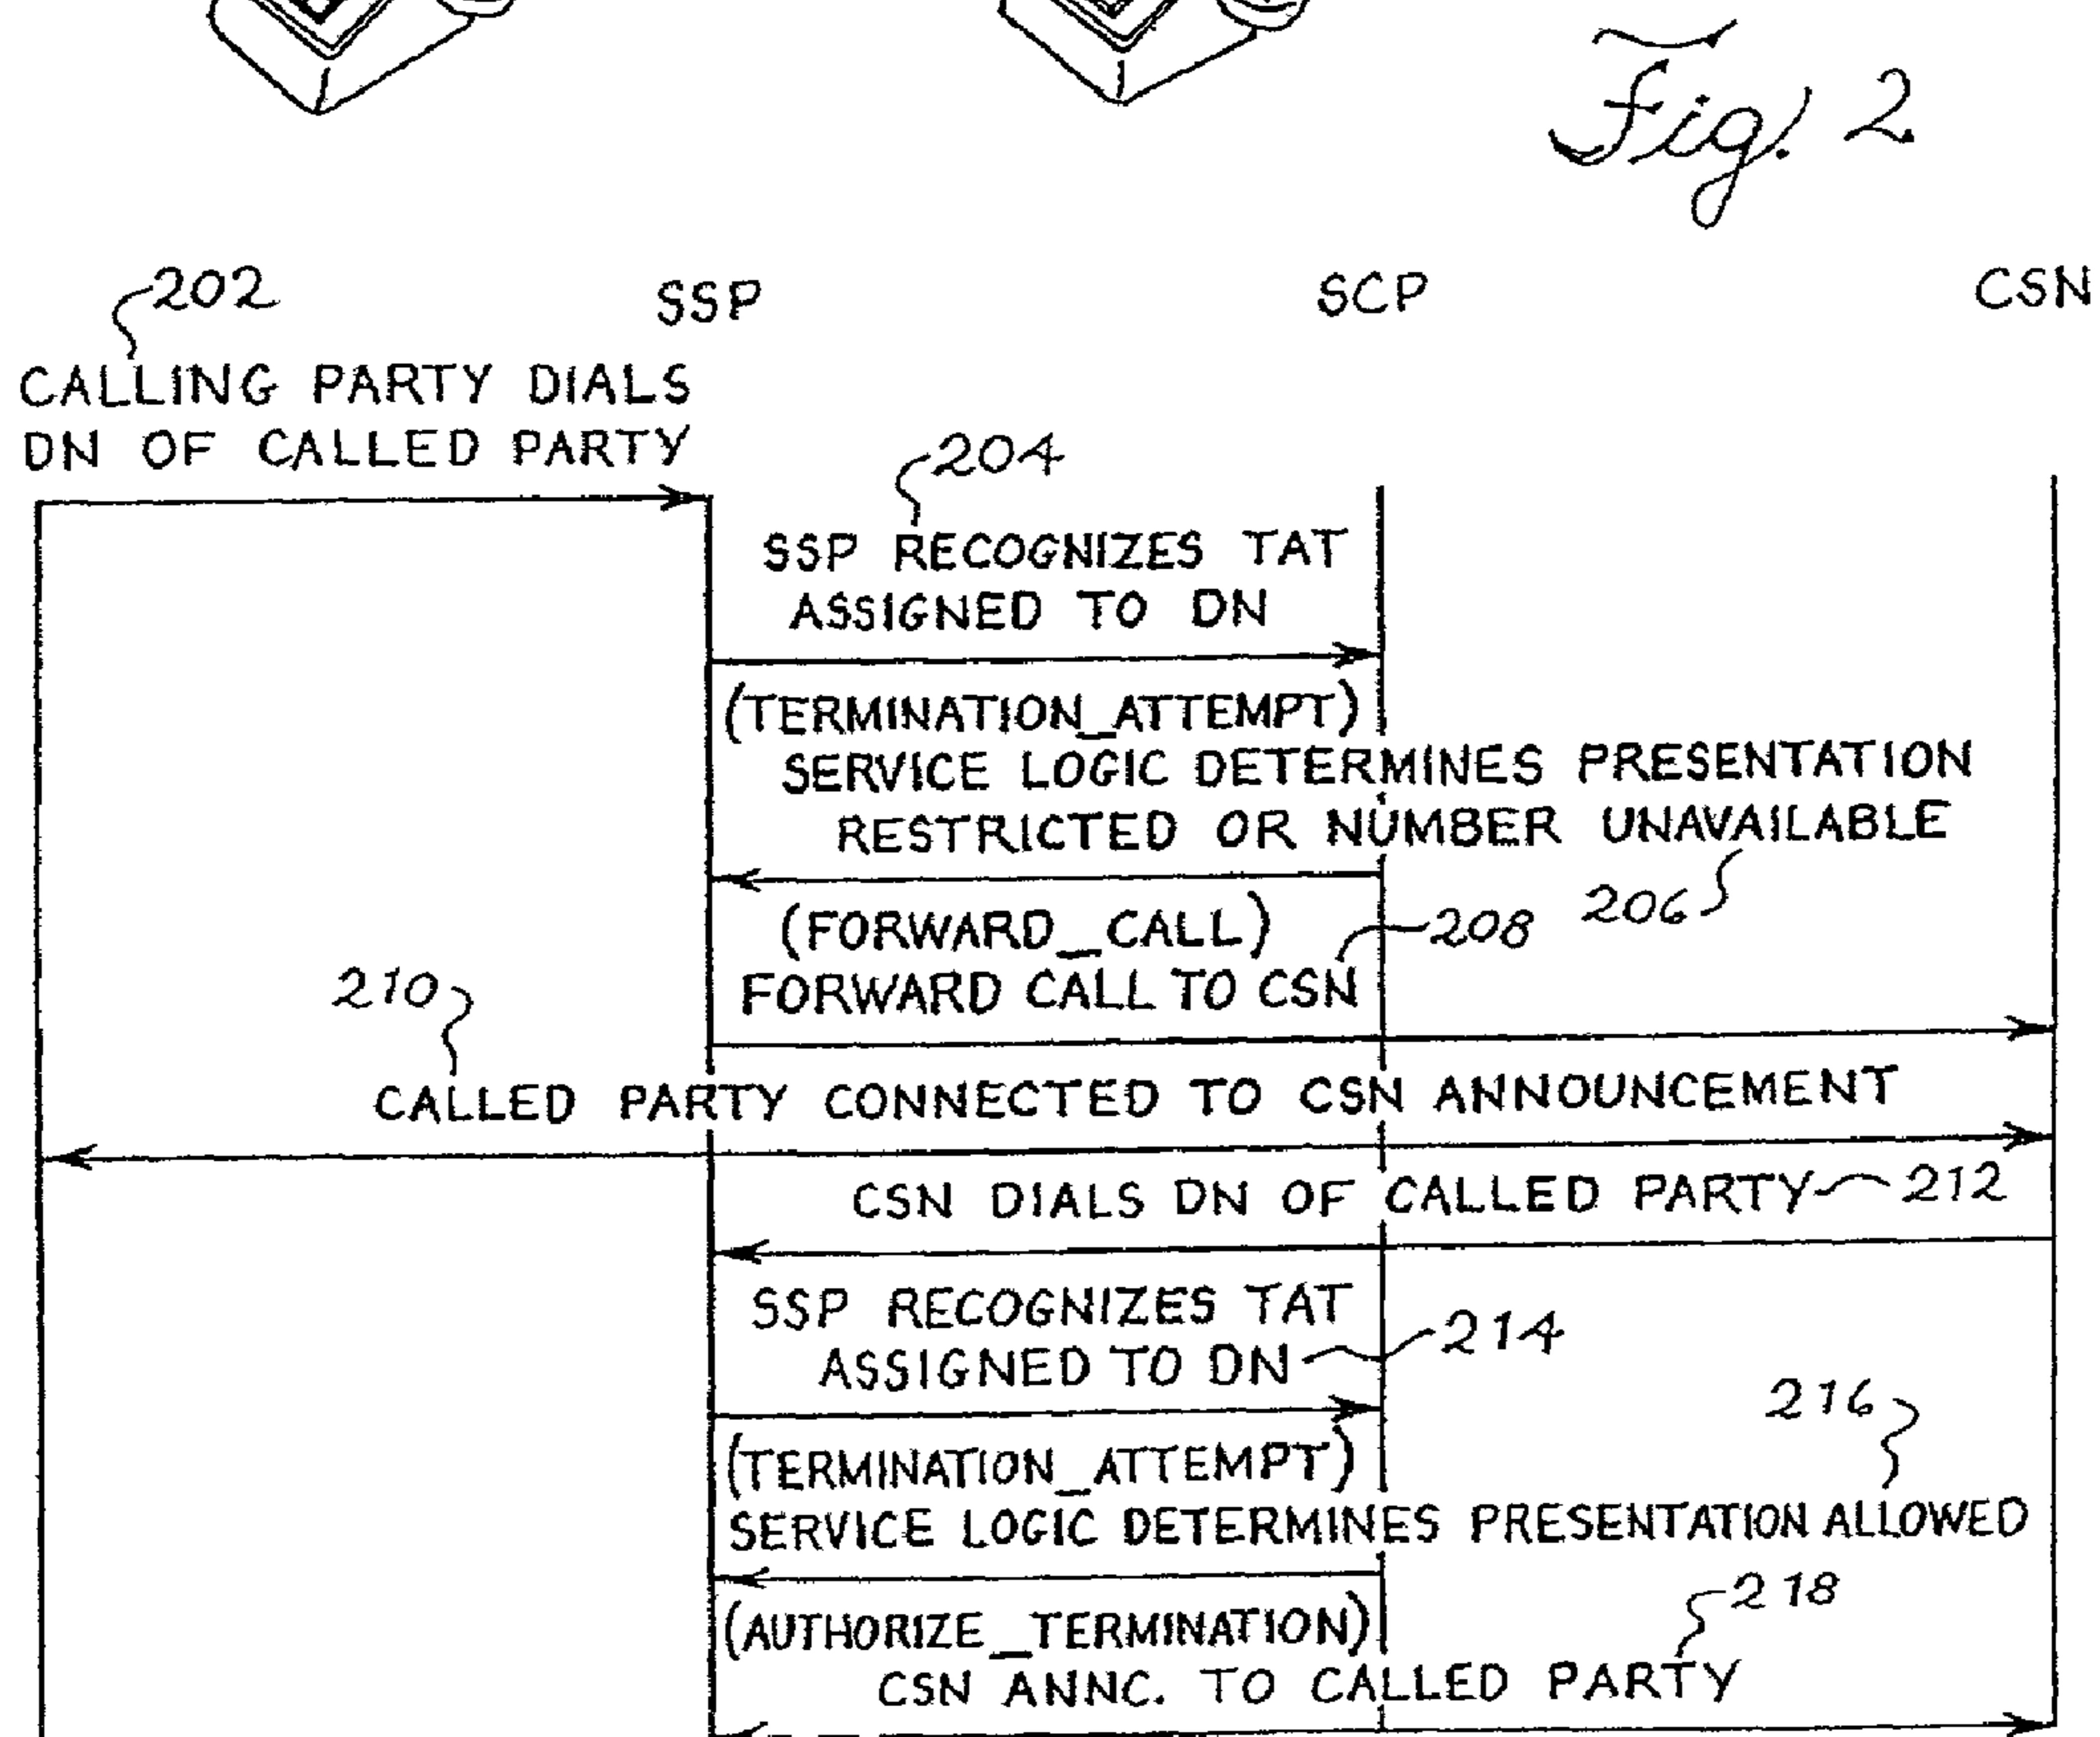 Fig. 2
202
SSP
SCP
CSN
CALLING PARTY DIALS
DN OF CALLED PARTY
204
SSP RECOGNIZES TAT
ASSIGNED TO DN
(TERMINATION_ATTEMPT)
SERVICE LOGIC DETERMINES PRESENTATION
RESTRICTED OR NUMBER UNAVAILABLE
206
(FORWARD_CALL)
208
FORWARD CALL TO CSN
210
CALLED PARTY CONNECTED TO CSN ANNOUNCEMENT
CSN DIALS DN OF CALLED PARTY 212
SSP RECOGNIZES TAT
ASSIGNED TO DN 214
216
(TERMINATION_ATTEMPT)
SERVICE LOGIC DETERMINES PRESENTATION ALLOWED
218
(AUTHORIZE_TERMINATION)
CSN ANNC. TO CALLED PARTY